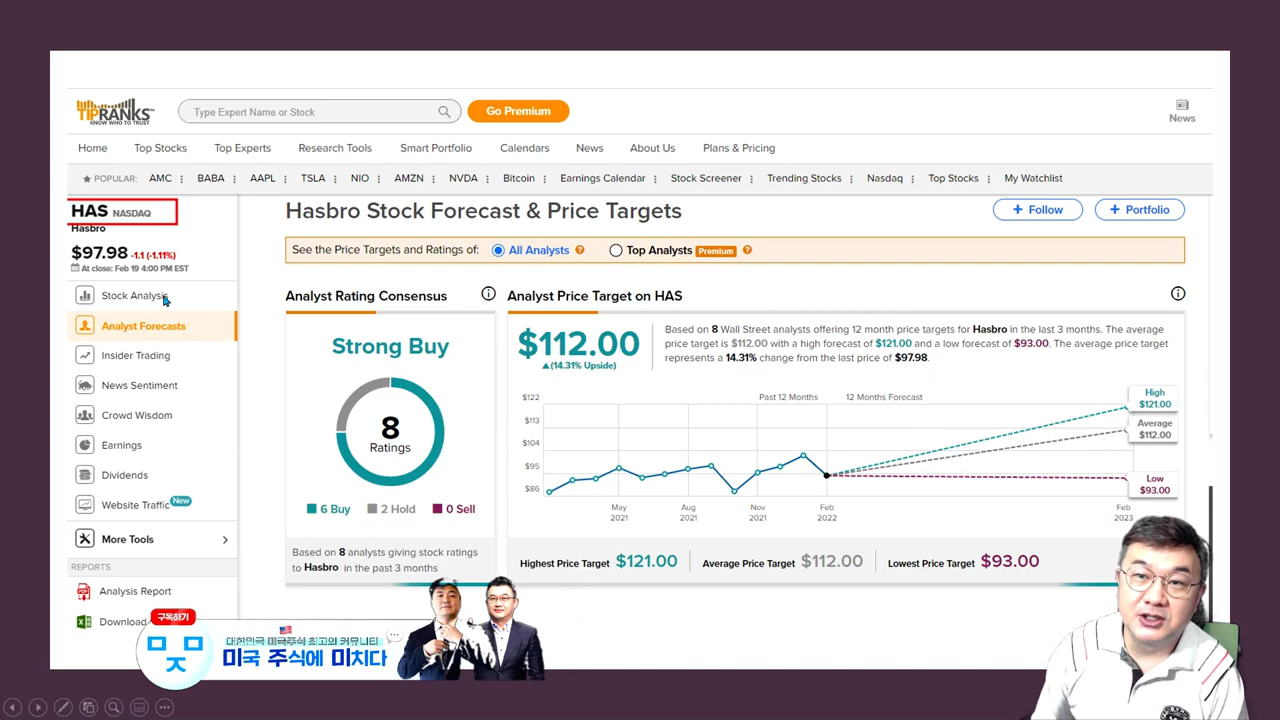 TIPRANKS
KNOW WHO TO TRUST
Type Expert Name or Stock
Go Premium
News
Home Top Stocks Top Experts Research Tools Smart Portfolio Calendars News About Us Plans & Pricing
POPULAR: AMC BABA AAPL TSLA NIO AMZN NVDA Bitcoin Earnings Calendar Stock Screener Trending Stocks Nasdaq Top Stocks My Watchlist
HAS NASDAQ
Hasbro
$97.98 -1.1 (-1.11%)
At close: Feb 19 4:00 PM EST
Stock Analysis
Analyst Forecasts
Insider Trading
News Sentiment
Crowd Wisdom
Earnings
Dividends
Website Traffic New
More Tools
REPORTS
Analysis Report
Download
Hasbro Stock Forecast & Price Targets
+ Follow
+ Portfolio
See the Price Targets and Ratings of: All Analysts ? Top Analysts Premium ?
Analyst Rating Consensus
Strong Buy
8
Ratings
6 Buy 2 Hold 0 Sell
Based on 8 analysts giving stock ratings
to Hasbro in the past 3 months
Analyst Price Target on HAS
$112.00
▲(14.31% Upside)
Based on 8 Wall Street analysts offering 12 month price targets for Hasbro in the last 3 months. The average
price target is $112.00 with a high forecast of $121.00 and a low forecast of $93.00. The average price target
represents a 14.31% change from the last price of $97.98.
Past 12 Months 12 Months Forecast
$122
$113
$104
$95
$86
High
$121.00
Average
$112.00
Low
$93.00
May Aug Nov Feb Feb
2021 2021 2021 2022 2023
Highest Price Target $121.00 Average Price Target $112.00 Lowest Price Target $93.00
구독하기
대한민국 미국주식 최고의 커뮤니티
미국 주식에 미치다